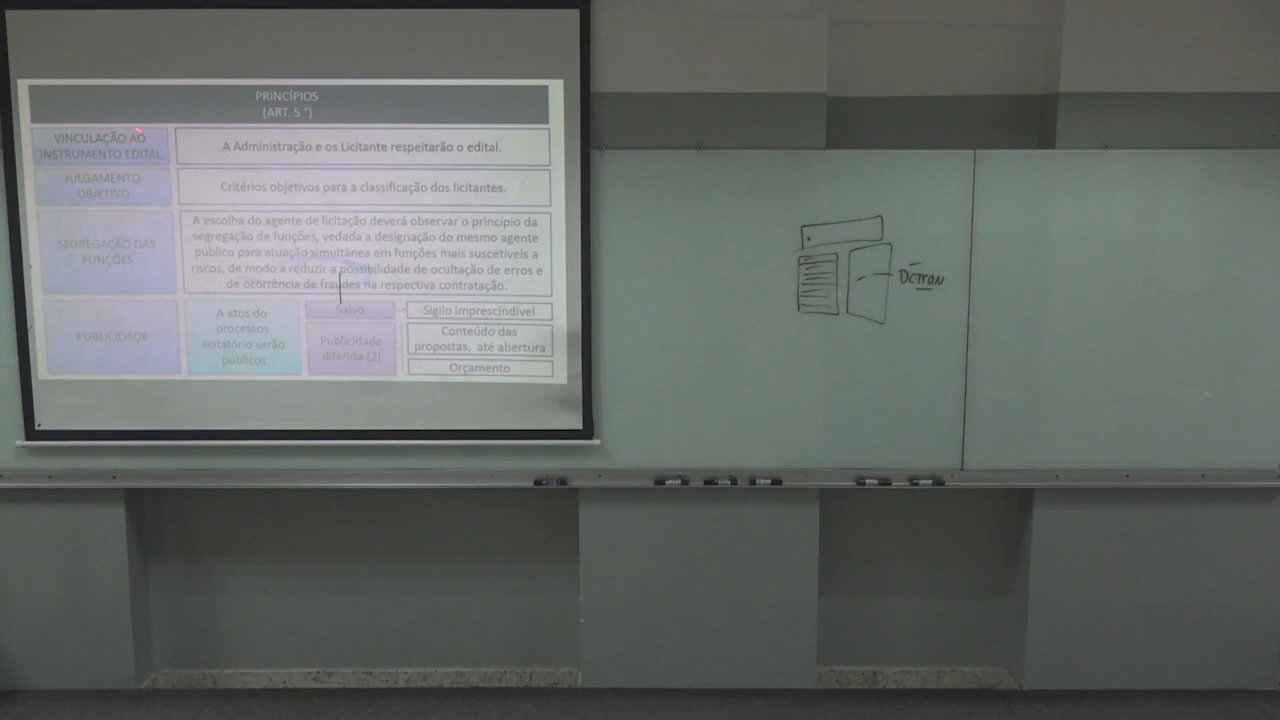 PRINCÍPIOS
(ART. 5 º)
VINCULAÇÃO AO
INSTRUMENTO EDITAL
A Administração e os Licitante respeitarão o edital.
JULGAMENTO
OBJETIVO
Critérios objetivos para a classificação dos licitantes.
SEGREGAÇÃO DAS
FUNÇÕES
A escolha do agente de licitação deverá observar o princípio da
segregação de funções, vedada a designação do mesmo agente
público para atuação simultânea em funções mais suscetíveis a
riscos, de modo a reduzir a possibilidade de ocultação de erros e
de ocorrência de fraudes na respectiva contratação.
PUBLICIDADE
A atos do
processos
licitatório serão
públicos
Salvo
Sigilo imprescindível
Publicidade
diferida (2)
Conteúdo das
propostas, até abertura
Orçamento